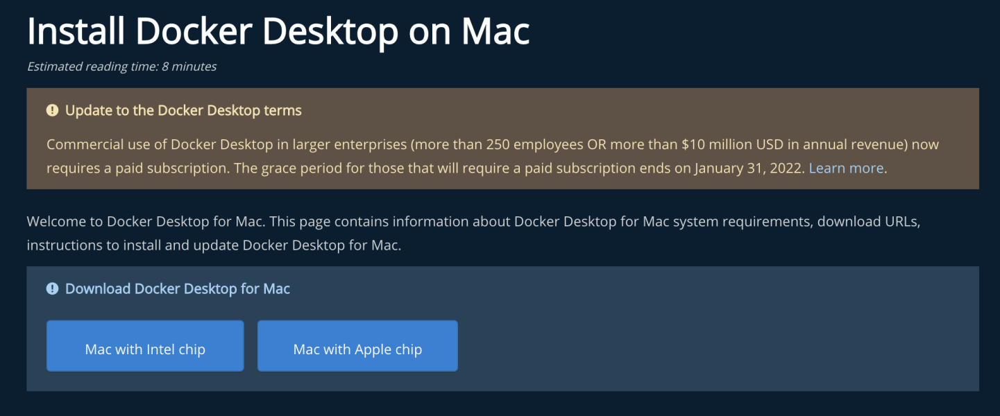 Install Docker Desktop on Mac
Estimated reading time: 8 minutes
Update to the Docker Desktop terms
Commercial use of Docker Desktop in larger enterprises (more than 250 employees OR more than $10 million USD in annual revenue) now
requires a paid subscription. The grace period for those that will require a paid subscription ends on January 31, 2022. Learn more.
Welcome to Docker Desktop for Mac. This page contains information about Docker Desktop for Mac system requirements, download URLs,
instructions to install and update Docker Desktop for Mac.
Download Docker Desktop for Mac
Mac with Intel chip
Mac with Apple chip